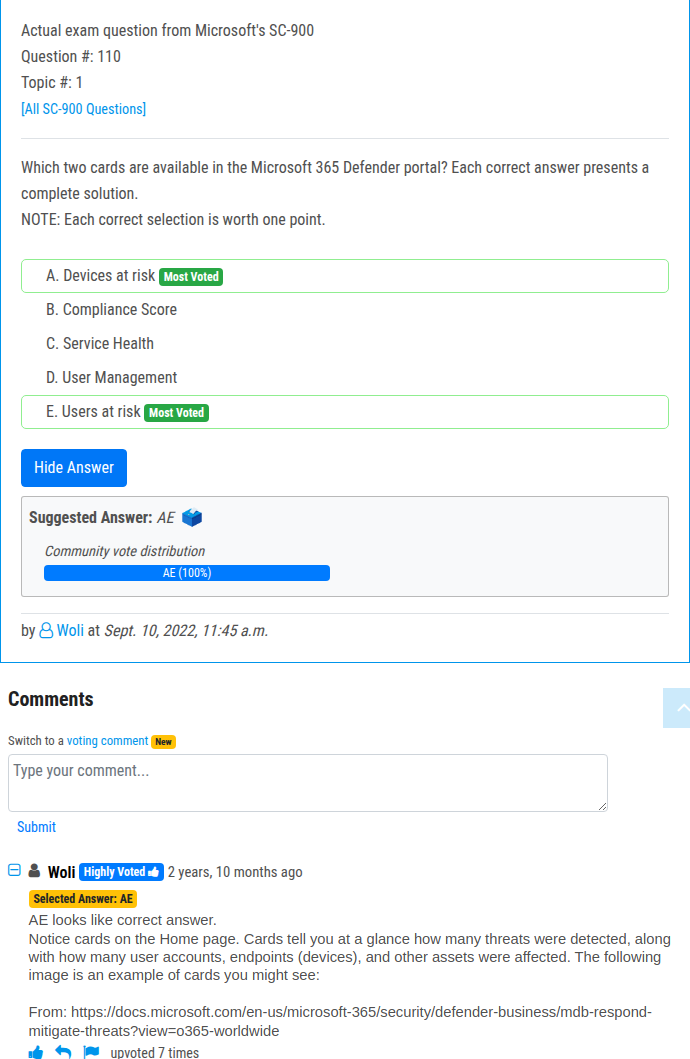 Actual exam question from Microsoft's SC-900
Question #: 110
Topic #: 1
[All SC-900 Questions]
Which two cards are available in the Microsoft 365 Defender portal? Each correct answer presents a
complete solution.
NOTE: Each correct selection is worth one point.
A. Devices at risk Most Voted
B. Compliance Score
C. Service Health
D. User Management
E. Users at risk Most Voted
Hide Answer
Suggested Answer: AE
Community vote distribution
AE (100%)
by Woli at Sept. 10, 2022, 11:45 a.m.
Comments
Switch to a voting comment New
Type your comment...
Submit
Woli Highly Voted 2 years, 10 months ago
Selected Answer: AE
AE looks like correct answer.
Notice cards on the Home page. Cards tell you at a glance how many threats were detected, along
with how many user accounts, endpoints (devices), and other assets were affected. The following
image is an example of cards you might see:
From: https://docs.microsoft.com/en-us/microsoft-365/security/defender-business/mdb-respond-
mitigate-threats?view=o365-worldwide
upvoted 7 times